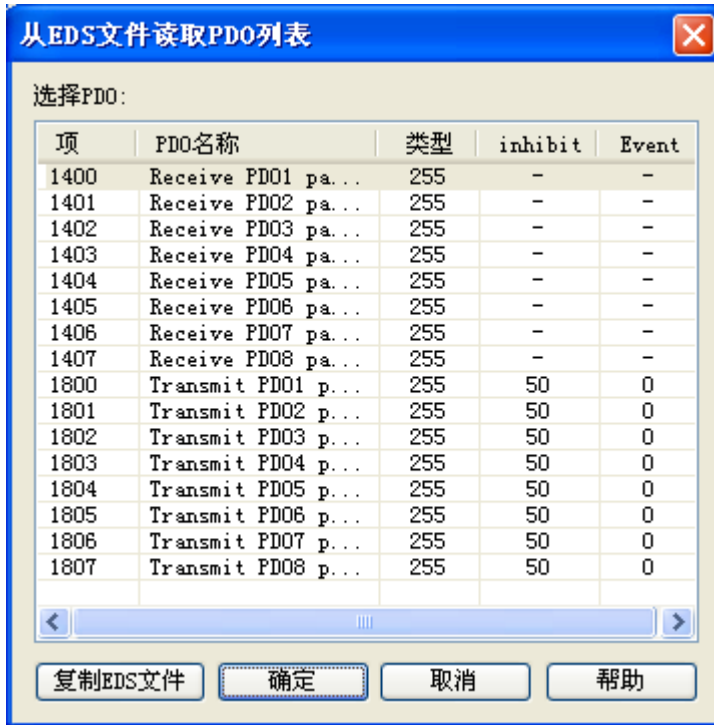 从EDS文件读取PDO列表
选择PDO:
项 PDO名称 类型 inhibit Event
1400 Receive PDO1 pa... 255 - -
1401 Receive PDO2 pa... 255 - -
1402 Receive PDO3 pa... 255 - -
1403 Receive PDO4 pa... 255 - -
1404 Receive PDO5 pa... 255 - -
1405 Receive PDO6 pa... 255 - -
1406 Receive PDO7 pa... 255 - -
1407 Receive PDO8 pa... 255 - -
1800 Transmit PDO1 p... 255 50 0
1801 Transmit PDO2 p... 255 50 0
1802 Transmit PDO3 p... 255 50 0
1803 Transmit PDO4 p... 255 50 0
1804 Transmit PDO5 p... 255 50 0
1805 Transmit PDO6 p... 255 50 0
1806 Transmit PDO7 p... 255 50 0
1807 Transmit PDO8 p... 255 50 0
复制EDS文件 确定 取消 帮助